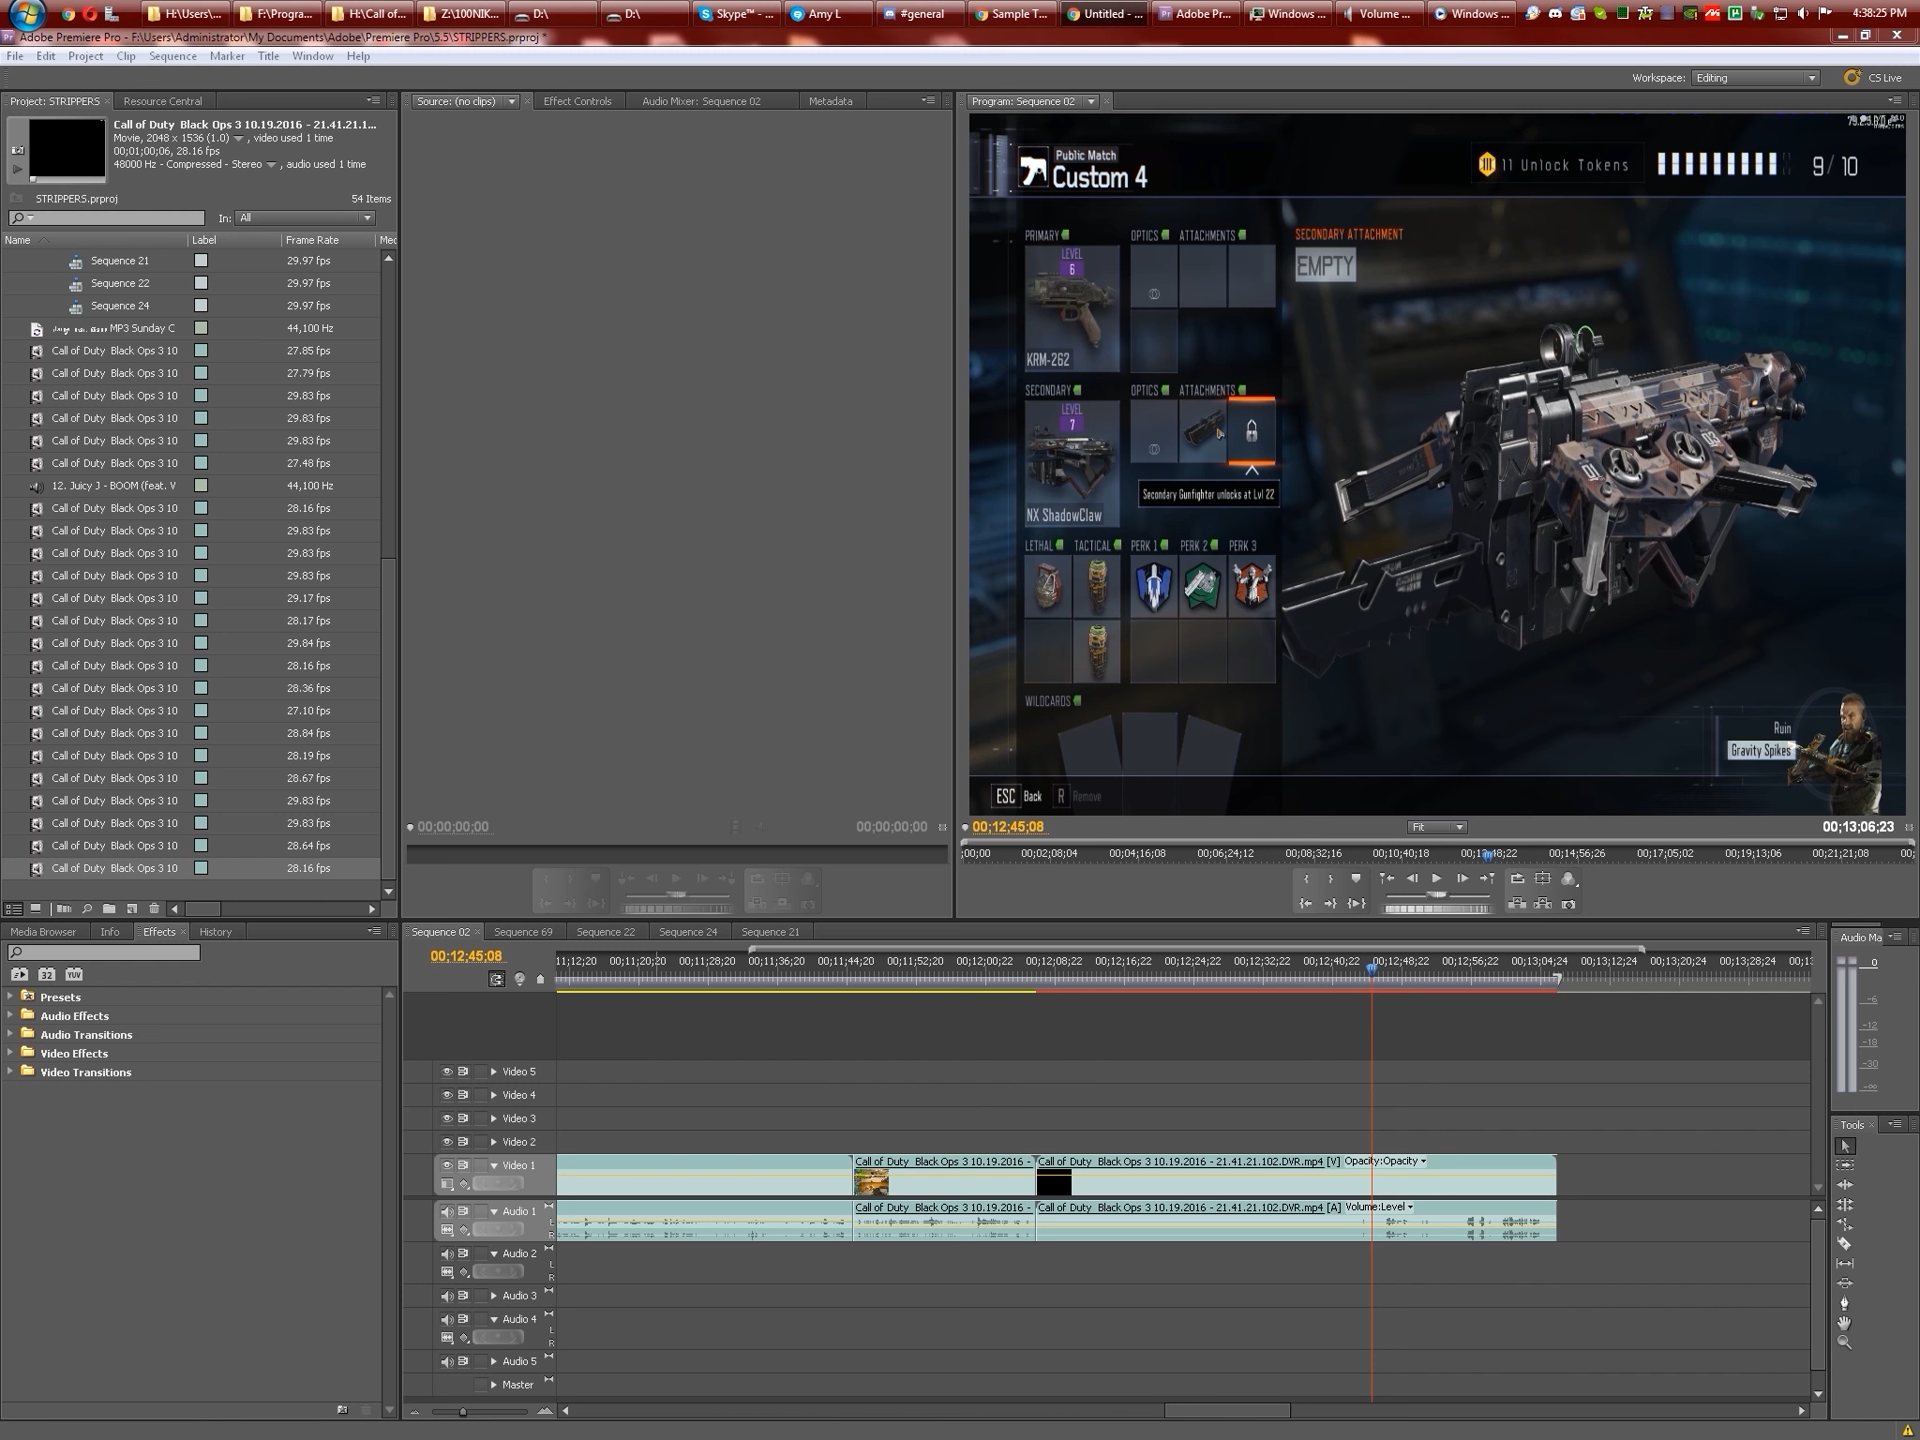 H:\Users\...
F:\Progra...
H:\Call of...
Z:\100NIK...
D:\
D:\
Skype™ - ...
Amy L
#general
Sample T...
Untitled - ...
Adobe Pr...
Windows ...
Volume ...
Windows ...
4:38:25 PM
Adobe Premiere Pro - F:\Users\Administrator\My Documents\Adobe\Premiere Pro\5.5\STRIPPERS.prproj *
File Edit Project Clip Sequence Marker Title Window Help
Workspace: Editing CS Live
Project: STRIPPERS Resource Central
Call of Duty Black Ops 3 10.19.2016 - 21.41.21.1...
Movie, 2048 x 1536 (1.0) , video used 1 time
00;01;00;06, 28.16 fps
48000 Hz - Compressed - Stereo , audio used 1 time
STRIPPERS.prproj 54 Items
In: All
Name Label Frame Rate Med
Sequence 21 29.97 fps
Sequence 22 29.97 fps
Sequence 24 29.97 fps
MP3 Sunday C 44,100 Hz
Call of Duty Black Ops 3 10 27.85 fps
Call of Duty Black Ops 3 10 27.79 fps
Call of Duty Black Ops 3 10 29.83 fps
Call of Duty Black Ops 3 10 29.83 fps
Call of Duty Black Ops 3 10 29.83 fps
Call of Duty Black Ops 3 10 27.48 fps
12. Juicy J - BOOM (feat. V 44,100 Hz
Call of Duty Black Ops 3 10 28.16 fps
Call of Duty Black Ops 3 10 29.83 fps
Call of Duty Black Ops 3 10 29.83 fps
Call of Duty Black Ops 3 10 29.83 fps
Call of Duty Black Ops 3 10 29.17 fps
Call of Duty Black Ops 3 10 28.17 fps
Call of Duty Black Ops 3 10 29.84 fps
Call of Duty Black Ops 3 10 28.16 fps
Call of Duty Black Ops 3 10 28.36 fps
Call of Duty Black Ops 3 10 27.10 fps
Call of Duty Black Ops 3 10 28.84 fps
Call of Duty Black Ops 3 10 28.19 fps
Call of Duty Black Ops 3 10 28.67 fps
Call of Duty Black Ops 3 10 29.83 fps
Call of Duty Black Ops 3 10 29.83 fps
Call of Duty Black Ops 3 10 28.64 fps
Call of Duty Black Ops 3 10 28.16 fps
Source: (no clips) Effect Controls Audio Mixer: Sequence 02 Metadata
00;00;00;00 00;00;00;00
Program: Sequence 02
Public Match
Custom 4
11 Unlock Tokens 9/10
PRIMARY OPTICS ATTACHMENTS
LEVEL
6
KRM-262
SECONDARY OPTICS ATTACHMENTS
LEVEL
7
Secondary Gunfighter unlocks at Lvl 22
NX ShadowClaw
LETHAL TACTICAL PERK 1 PERK 2 PERK 3
WILDCARDS
SECONDARY ATTACHMENT
EMPTY
Ruin
Gravity Spikes
ESC Back R Remove
00;12;45;08 Fit 00;13;06;23
;00;00 00;02;08;04 00;04;16;08 00;06;24;12 00;08;32;16 00;10;40;18 00;12;48;22 00;14;56;26 00;17;05;02 00;19;13;06 00;21;21;08 00;
Media Browser Info Effects History
32 YUV
Presets
Audio Effects
Audio Transitions
Video Effects
Video Transitions
Sequence 02 Sequence 69 Sequence 22 Sequence 24 Sequence 21
00;12;45;08
11;12;20 00;11;20;20 00;11;28;20 00;11;36;20 00;11;44;20 00;11;52;20 00;12;00;22 00;12;08;22 00;12;16;22 00;12;24;22 00;12;32;22 00;12;40;22 00;12;48;22 00;12;56;22 00;13;04;24 00;13;12;24 00;13;20;24 00;13;28;24 00;13;
Video 5
Video 4
Video 3
Video 2
Video 1
Call of Duty Black Ops 3 10.19.2016 -
Call of Duty Black Ops 3 10.19.2016 - 21.41.21.102.DVR.mp4 [V] Opacity:Opacity
Audio 1
L
R
Call of Duty Black Ops 3 10.19.2016 -
Call of Duty Black Ops 3 10.19.2016 - 21.41.21.102.DVR.mp4 [A] Volume:Level
Audio 2
L
R
Audio 3
Audio 4
L
R
Audio 5
Master
Audio Ma
0
-6
-12
-18
-30
-∞
Tools